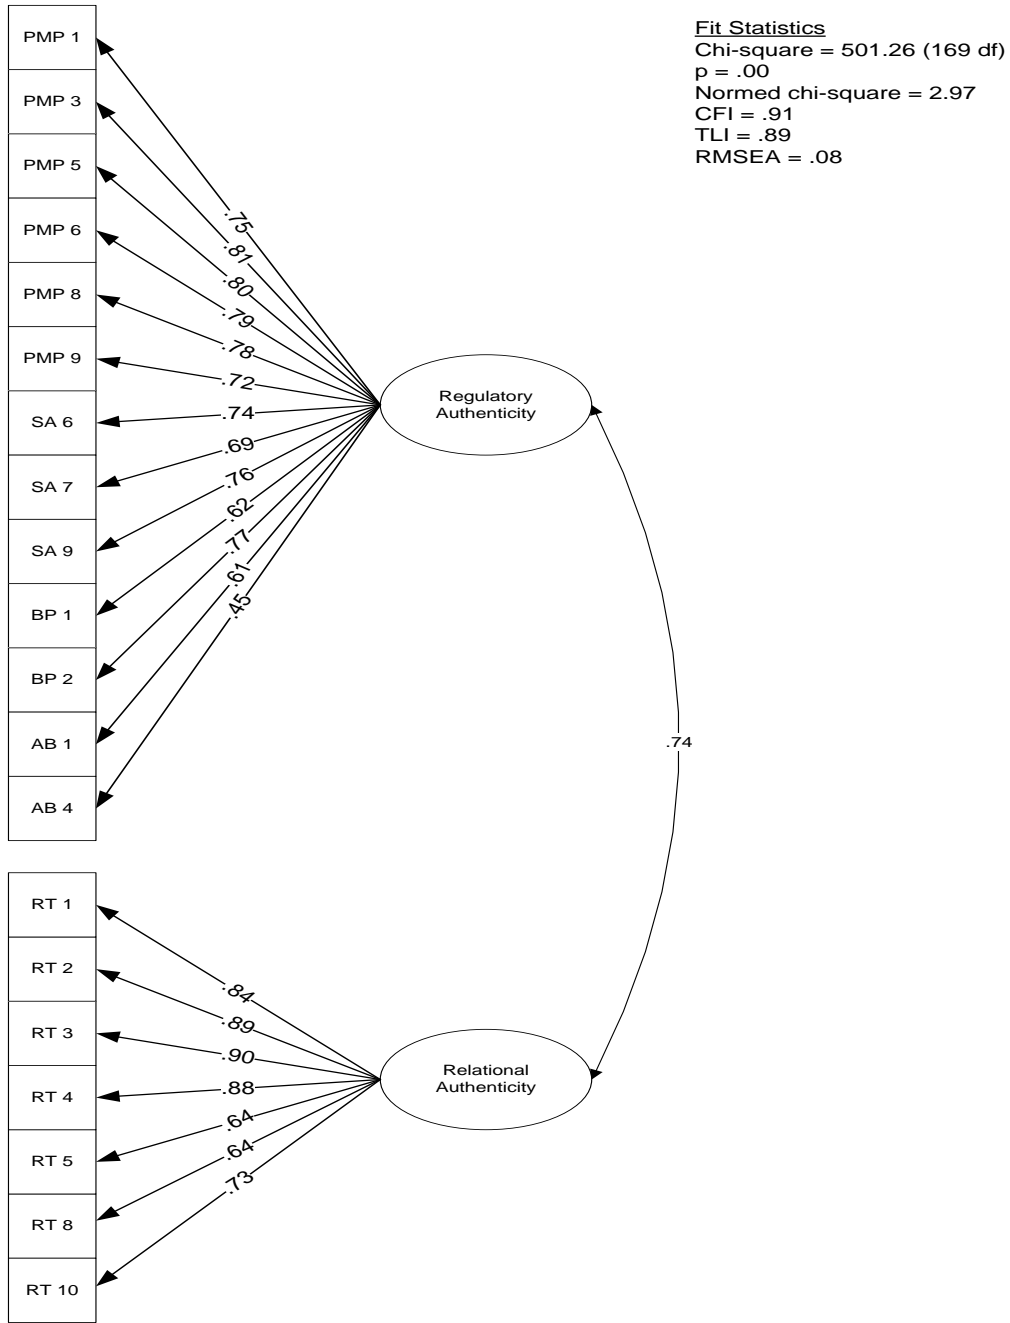 PMP 1
PMP 3
PMP 5
PMP 6
PMP 8
PMP 9
SA 6
SA 7
SA 9
BP 1
BP 2
AB 1
AB 4
.75
.81
.80
.79
.78
.72
.74
.69
.76
.62
.77
.61
.45
Regulatory
Authenticity
Fit Statistics
Chi-square = 501.26 (169 df)
p = .00
Normed chi-square = 2.97
CFI = .91
TLI = .89
RMSEA = .08
.74
RT 1
RT 2
RT 3
RT 4
RT 5
RT 8
RT 10
.84
.89
.90
.88
.64
.64
.73
Relational
Authenticity